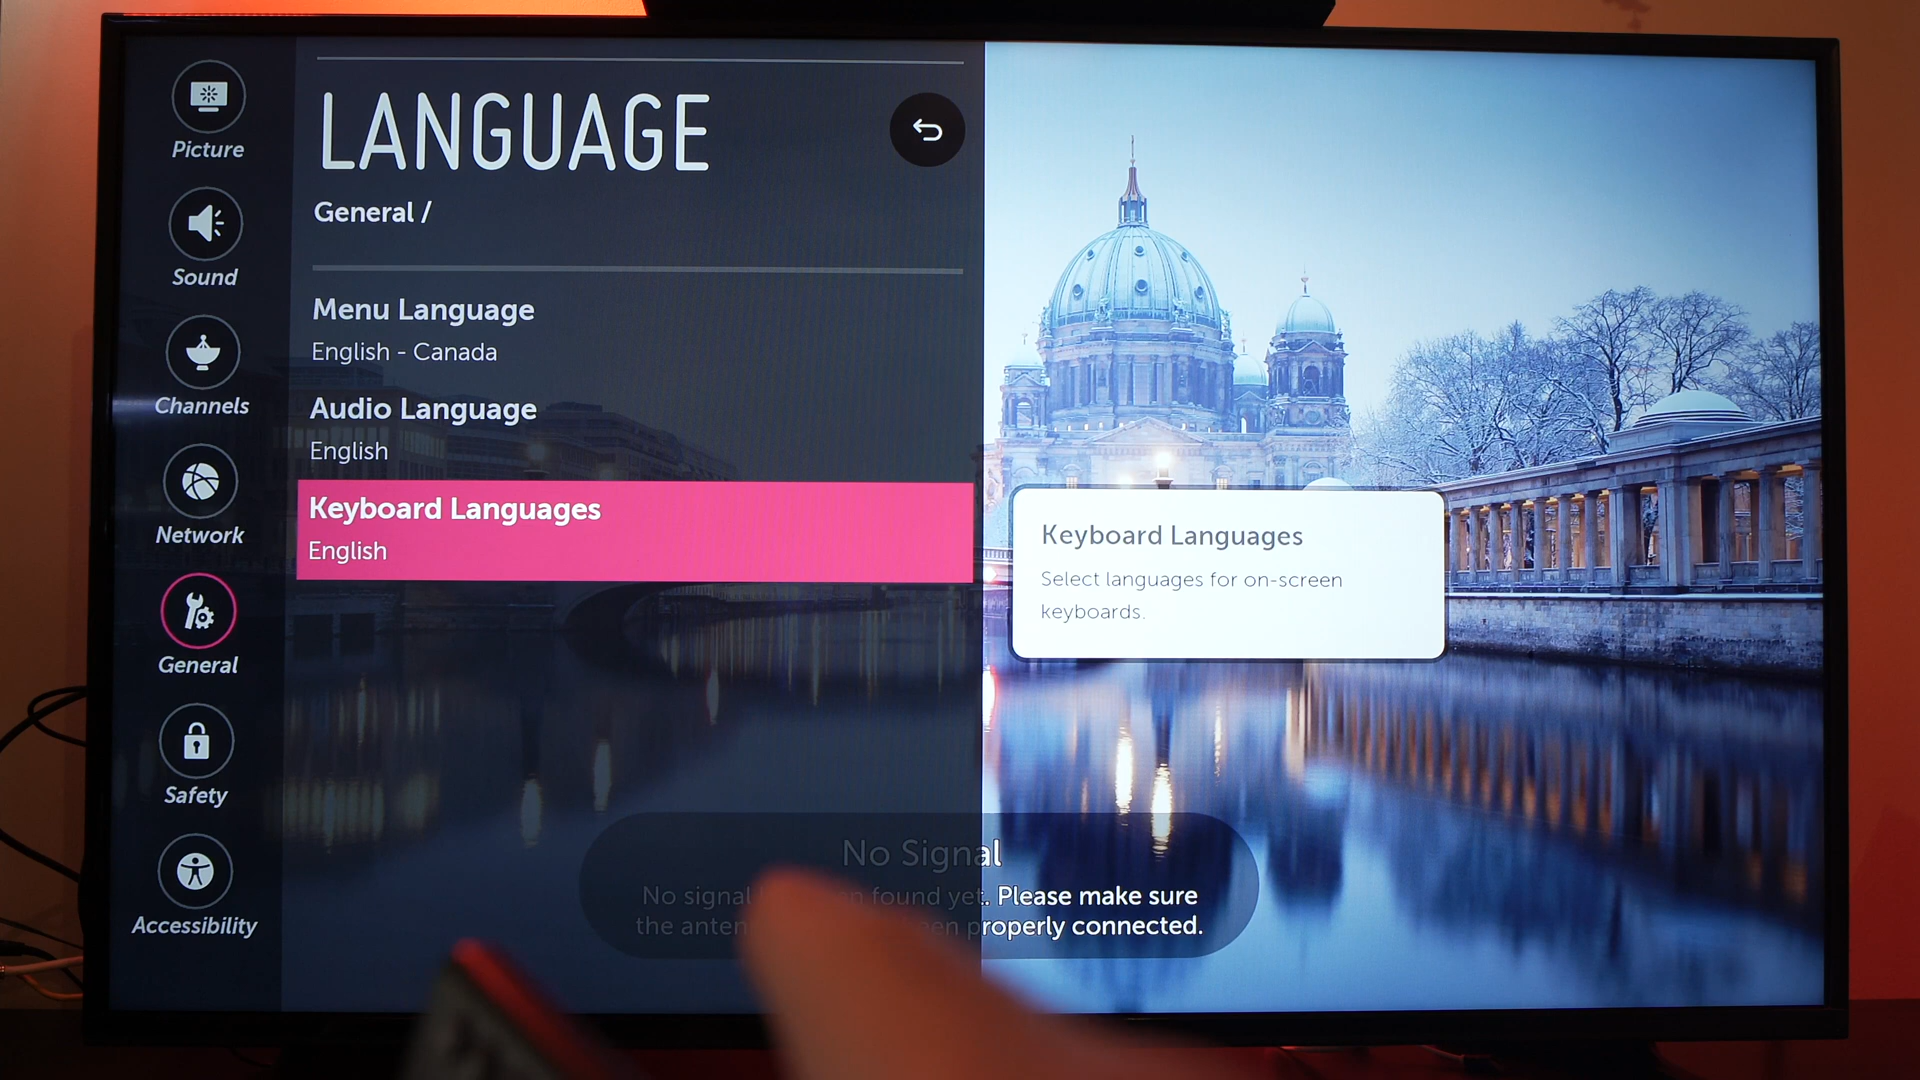 Picture
Sound
Channels
Network
General
Safety
Accessibility
LANGUAGE
General /
Menu Language
English - Canada
Audio Language
English
Keyboard Languages
English
Keyboard Languages
Select languages for on-screen
keyboards.
No Signal
No signal found yet. Please make sure
the properly connected.